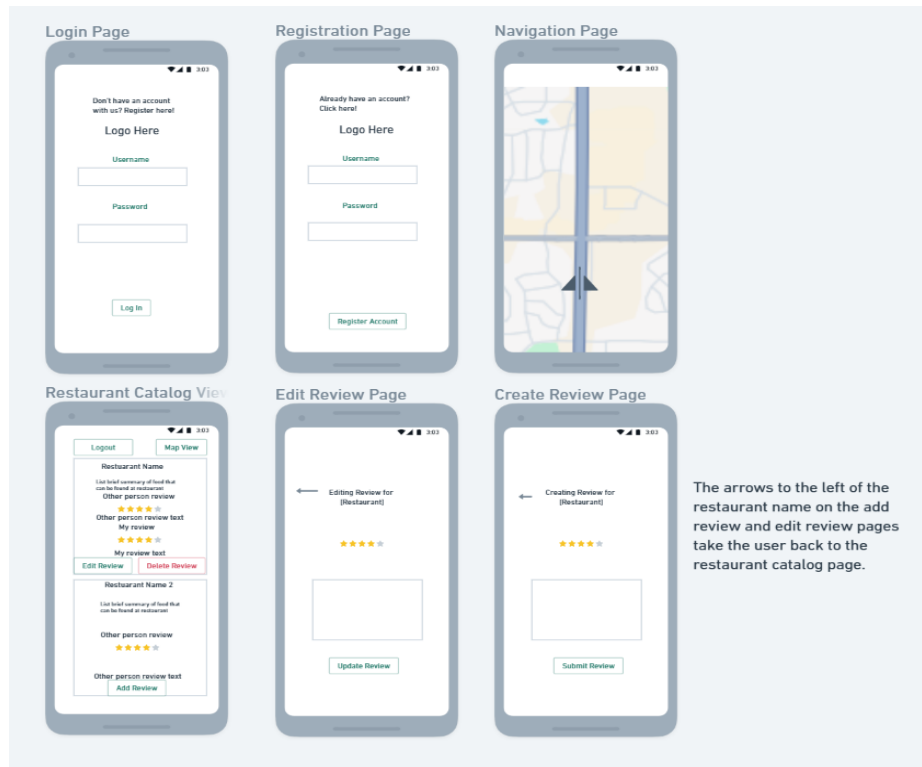 Login Page
3:03
Don't have an account
with us? Register here!
Logo Here
Username
Password
Log In
Registration Page
3:03
Already have an account?
Click here!
Logo Here
Username
Password
Register Account
Navigation Page
3:03
Restaurant Catalog View
3:03
Logout
Map View
Restuarant Name
List brief summary of food that
can be found at restaurant
Other person review
Other person review text
My review
My review text
Edit Review
Delete Review
Restuarant Name 2
List brief summary of food that
can be found at restaurant
Other person review
Other person review text
Add Review
Edit Review Page
3:03
Editing Review for
[Restaurant]
Update Review
Create Review Page
3:03
Creating Review for
[Restaurant]
Submit Review
The arrows to the left of the
restaurant name on the add
review and edit review pages
take the user back to the
restaurant catalog page.